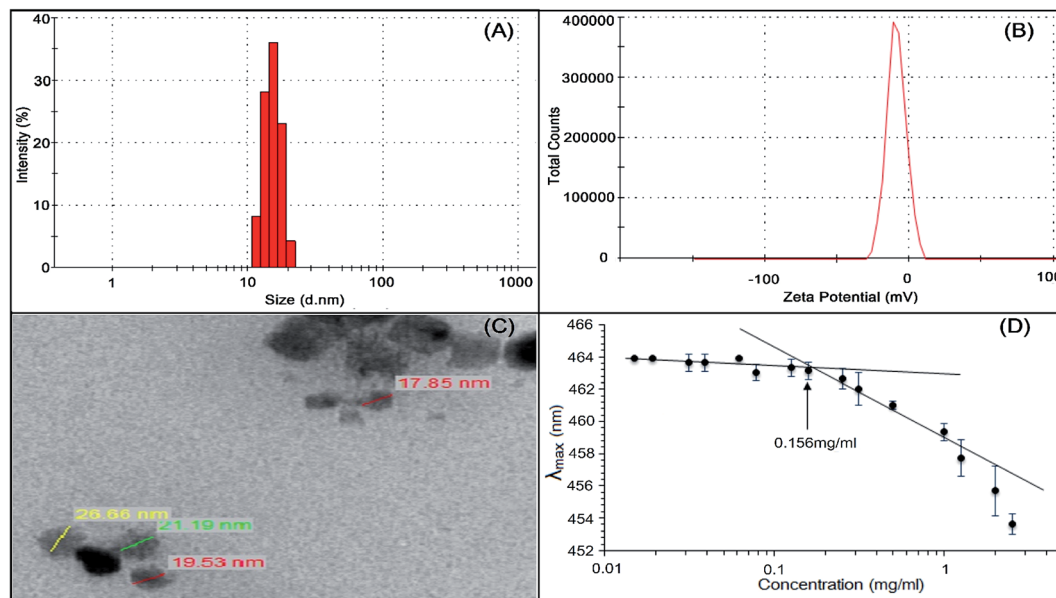 (A)
40
30
20
10
0
Intensity (%)
1
10
100
1000
Size (d.nm)
(B)
400000
300000
200000
100000
0
Total Counts
-100
0
100
Zeta Potential (mV)
(C)
17.85 nm
26.66 nm
21.19 nm
19.53 nm
(D)
466
464
462
460
458
456
454
452
λmax (nm)
0.156mg/ml
0.01
0.1
1
Concentration (mg/ml)